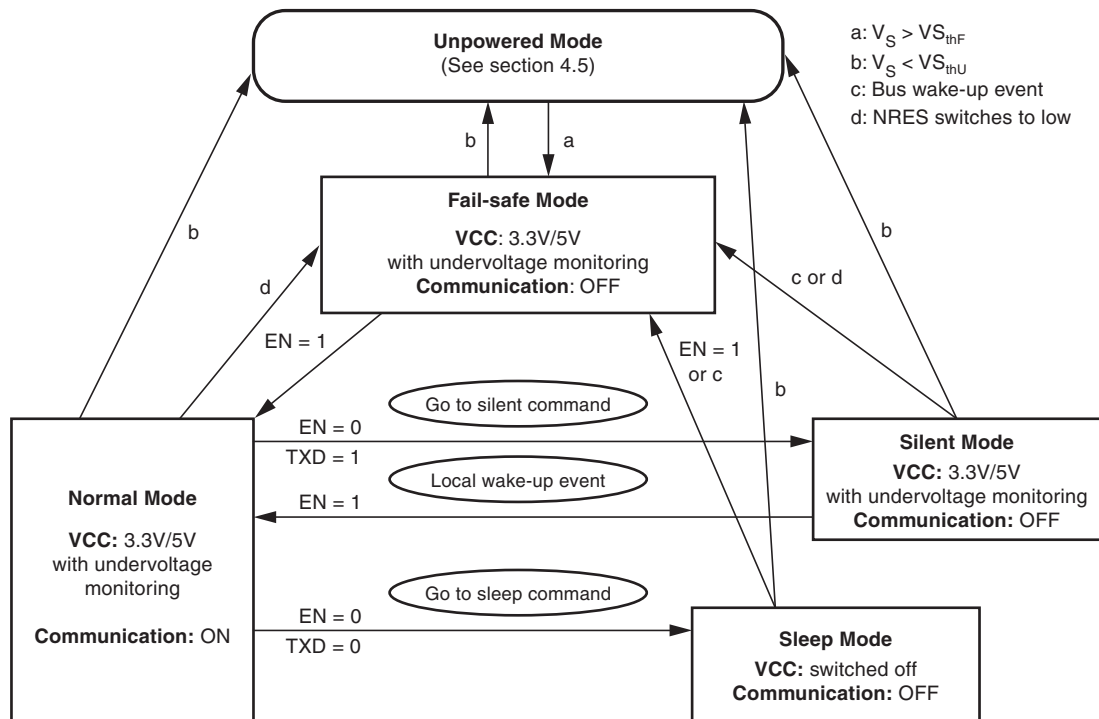 Unpowered Mode
(See section 4.5)
a: VS > VSthF
b: VS < VSthU
c: Bus wake-up event
d: NRES switches to low
b
a
Fail-safe Mode
VCC: 3.3V/5V
with undervoltage monitoring
Communication: OFF
b
d
EN = 1
EN = 1
or c
b
c or d
b
Go to silent command
EN = 0
TXD = 1
Local wake-up event
EN = 1
Go to sleep command
EN = 0
TXD = 0
Normal Mode
VCC: 3.3V/5V
with undervoltage
monitoring
Communication: ON
Silent Mode
VCC: 3.3V/5V
with undervoltage monitoring
Communication: OFF
Sleep Mode
VCC: switched off
Communication: OFF